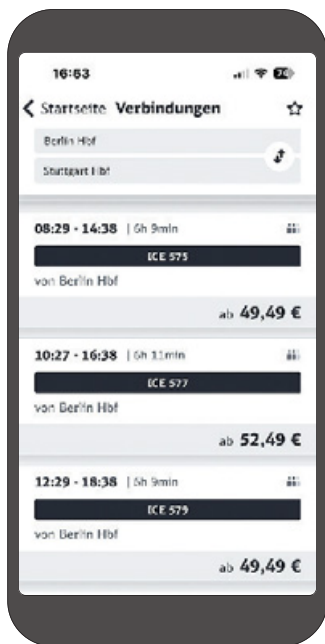 16:53
20
Startseite Verbindungen
Berlin Hbf
Stuttgart Hbf
08:29 - 14:38 | 6h 9min
ICE 575
von Berlin Hbf
ab 49,49 €
10:27 - 16:38 | 6h 11min
ICE 577
von Berlin Hbf
ab 52,49 €
12:29 - 18:38 | 6h 9min
ICE 579
von Berlin Hbf
ab 49,49 €